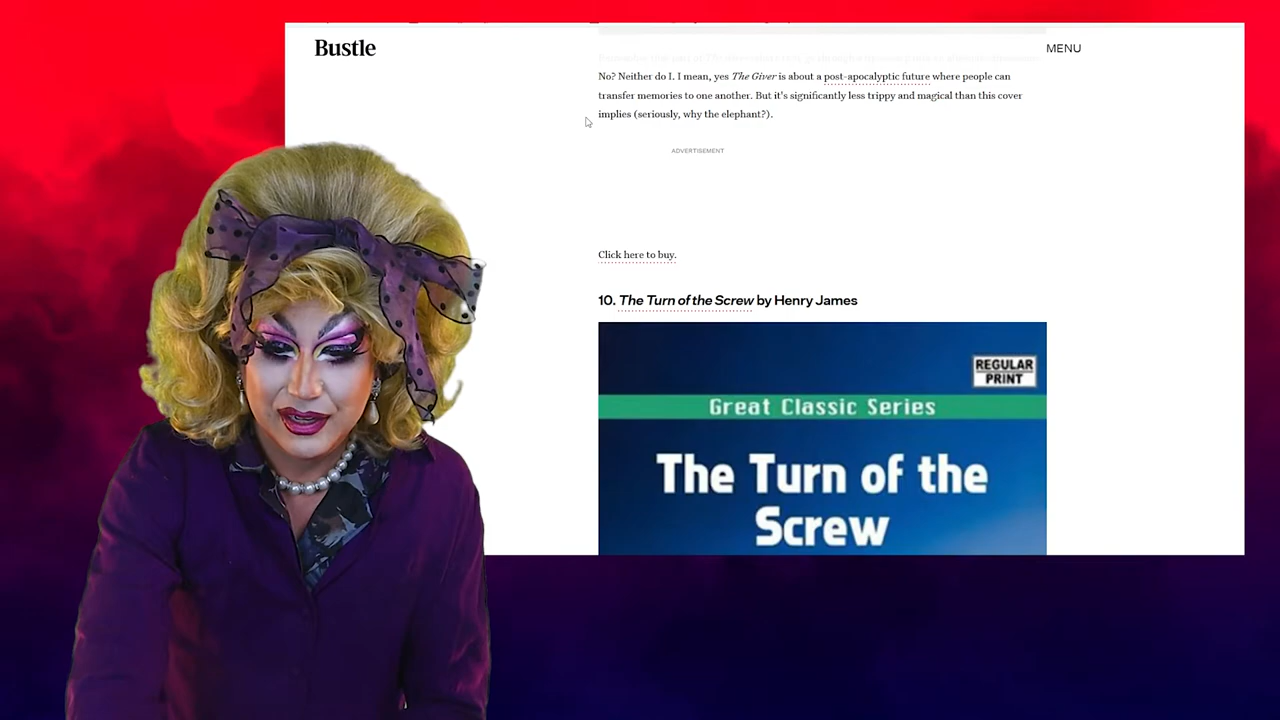 Bustle
MENU
No? Neither do I. I mean, yes The Giver is about a post-apocalyptic future where people can
transfer memories to one another. But it's significantly less trippy and magical than this cover
implies (seriously, why the elephant?).
ADVERTISEMENT
Click here to buy.
10. The Turn of the Screw by Henry James
REGULAR
PRINT
Great Classic Series
The Turn of the
Screw